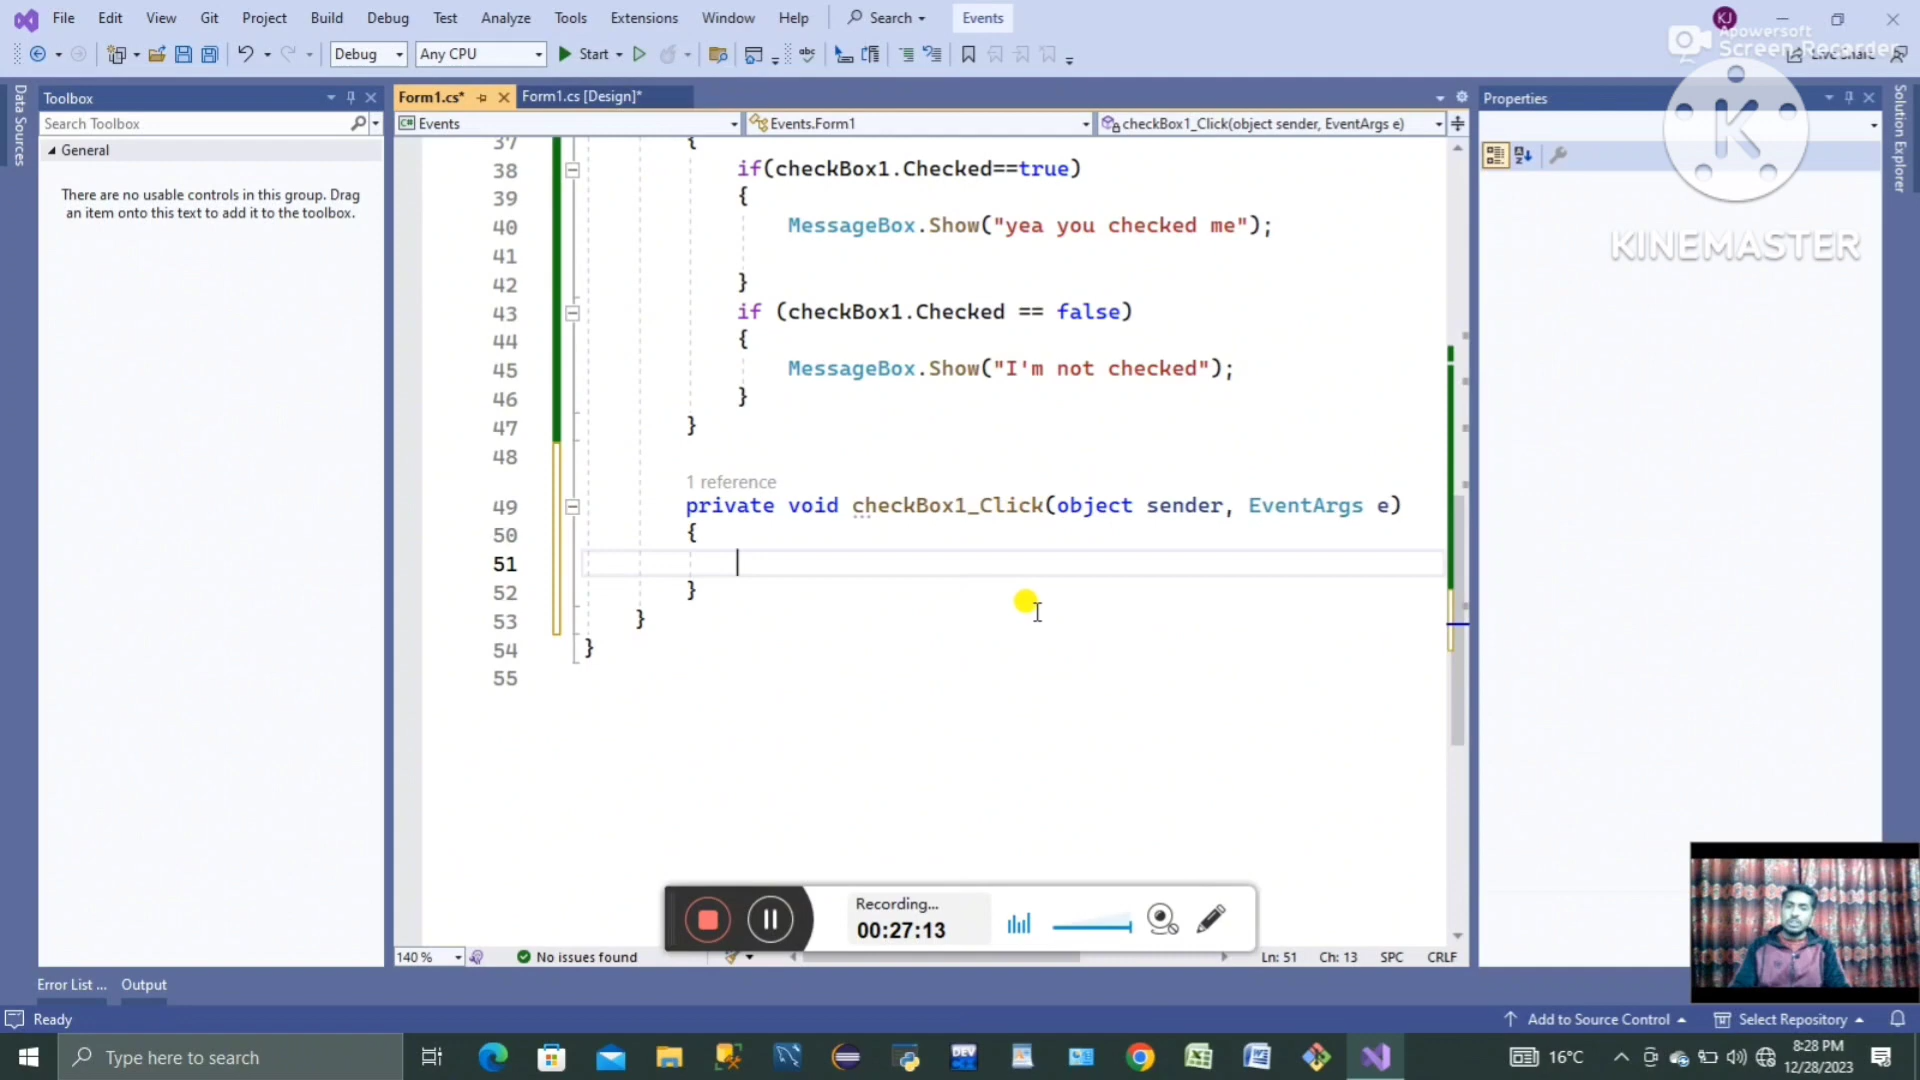 File Edit View Git Project Build Debug Test Analyze Tools Extensions Window Help Search Events KJ
Apowersoft
Screen Recorder
Debug Any CPU Start
Data Sources
Toolbox
Form1.cs* Form1.cs [Design]*
Properties
Solution Explorer
Search Toolbox
Events Events.Form1 checkBox1_Click(object sender, EventArgs e)
General
There are no usable controls in this group. Drag
an item onto this text to add it to the toolbox.
K
KINEMASTER
37 {
38 if(checkBox1.Checked==true)
39 {
40 MessageBox.Show("yea you checked me");
41
42 }
43 if (checkBox1.Checked == false)
44 {
45 MessageBox.Show("I'm not checked");
46 }
47 }
48
1 reference
49 private void checkBox1_Click(object sender, EventArgs e)
50 {
51
52 }
53 }
54 }
55
Recording...
00:27:13
140 % No issues found Ln: 51 Ch: 13 SPC CRLF
Error List ... Output
Ready Add to Source Control Select Repository
Type here to search DEV 16°C 8:28 PM
12/28/2023